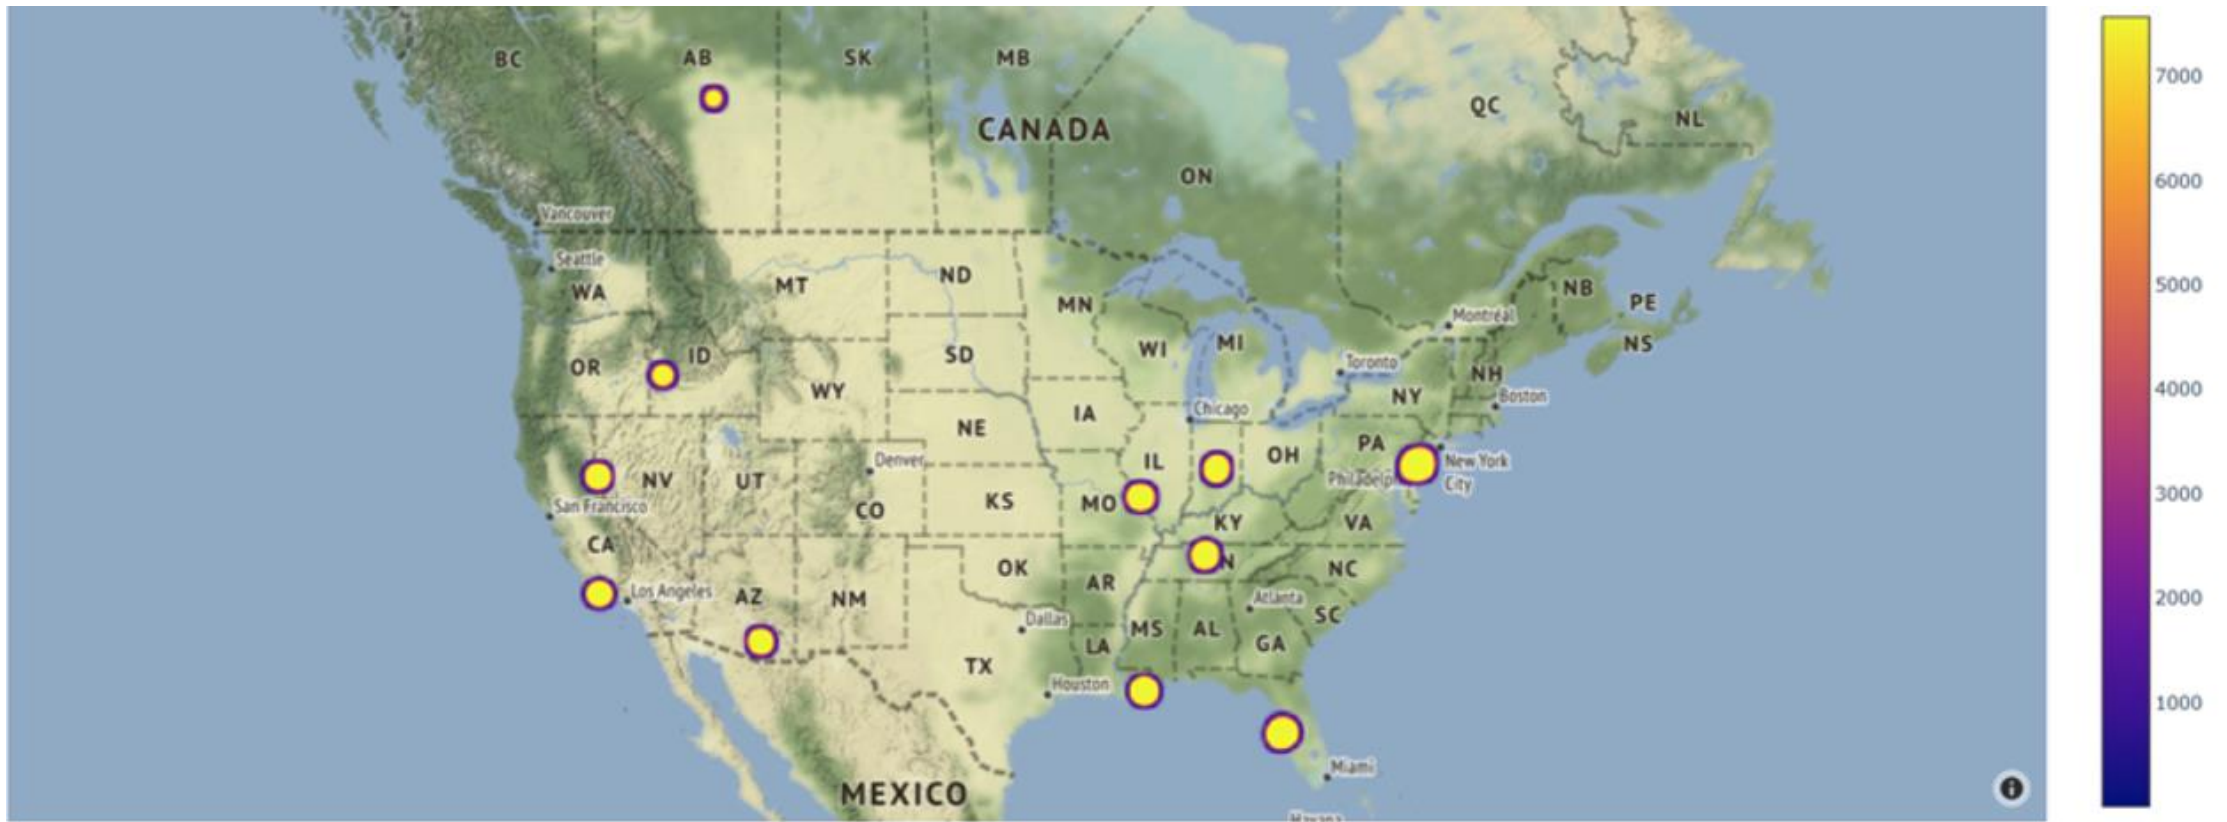 BC
AB
SK
MB
QC
NL
CANADA
ON
Vancouver
Seattle
WA
MT
ND
MN
NB
PE
NS
Montréal
OR
ID
SD
WI
MI
Toronto
NH
WY
NY
Boston
IA
Chicago
NE
PA
NV
UT
Denver
IL
OH
New York
City
Philadelp
San Francisco
CO
KS
MO
KY
VA
CA
OK
N
NC
Los Angeles
AZ
NM
AR
Atlanta
SC
Dallas
MS
AL
GA
LA
TX
Houston
Miami
MEXICO
Havana
i
7000
6000
5000
4000
3000
2000
1000